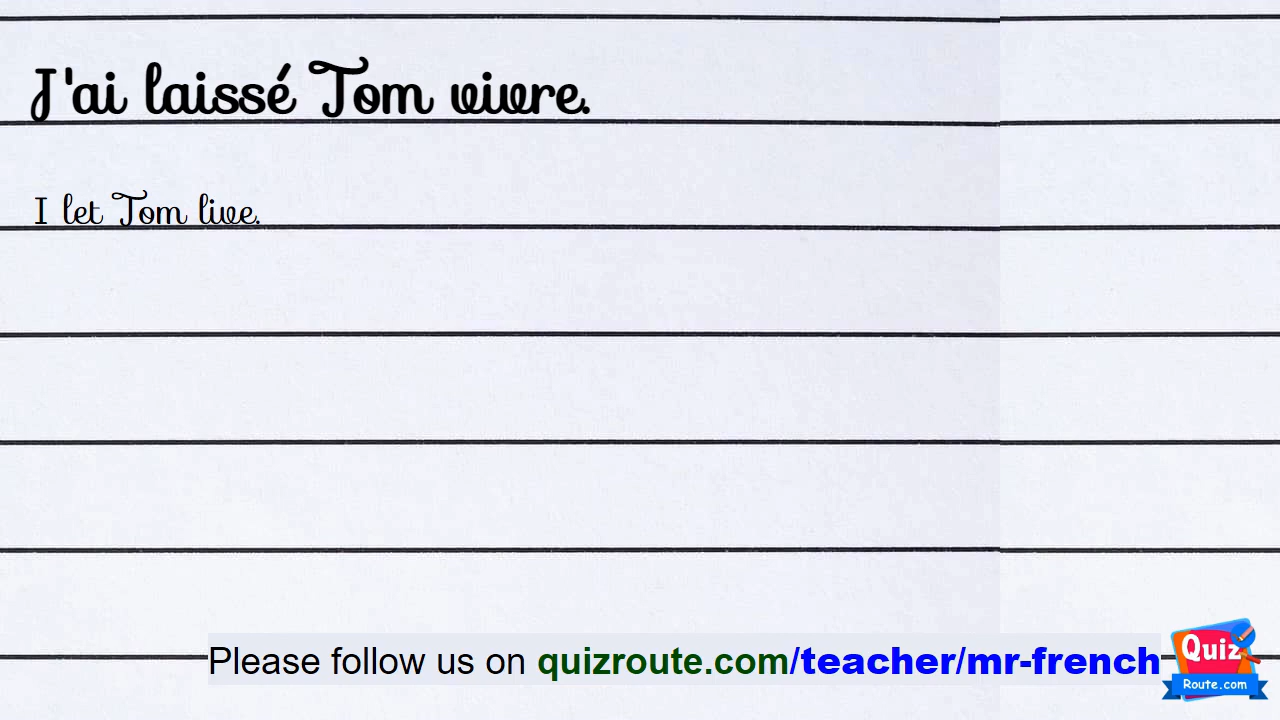 J'ai laissé Tom vivre.
I let Tom live.
Please follow us on quizroute.com/teacher/mr-french
Quiz
Route.com